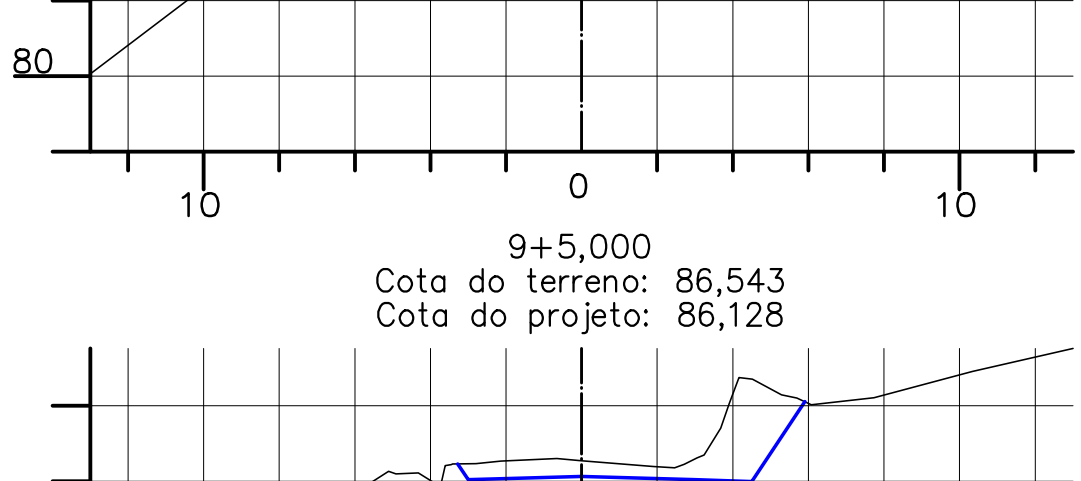 80
0
10 10
9+5,000
Cota do terreno: 86,543
Cota do projeto: 86,128